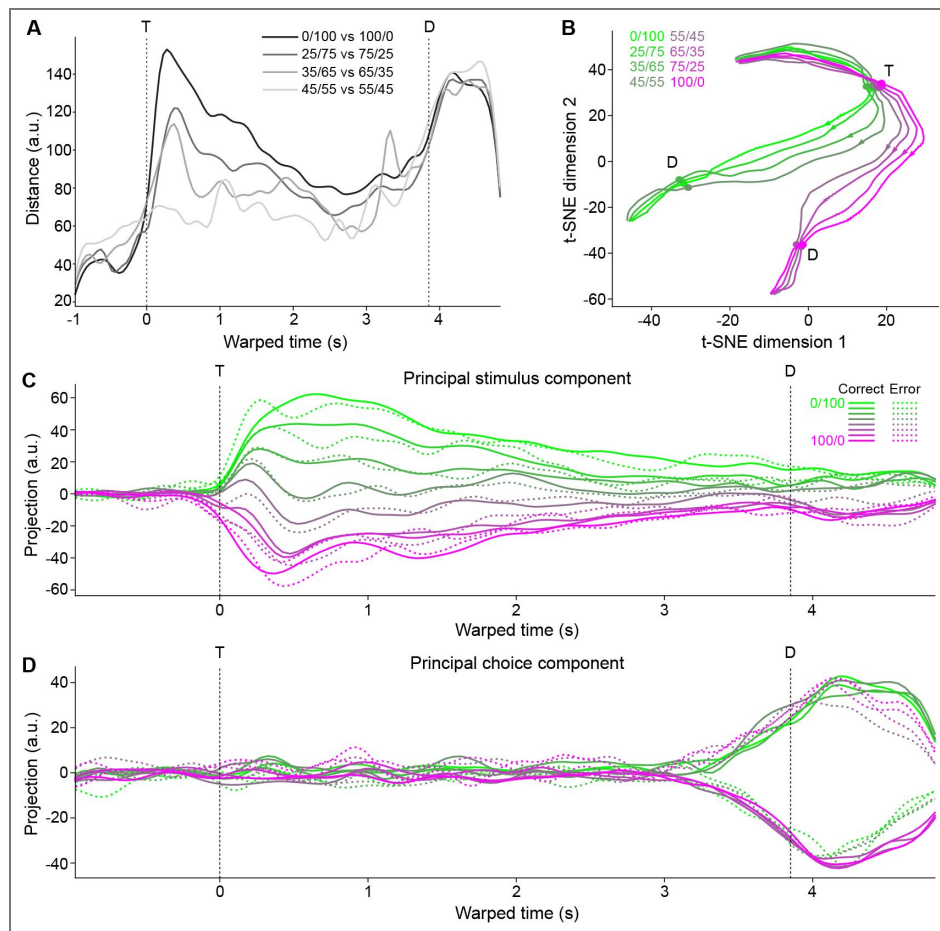 A
T
D
0/100 vs 100/0
25/75 vs 75/25
35/65 vs 65/35
45/55 vs 55/45
140
120
100
80
60
40
20
Distance (a.u.)
-1 0 1 2 3 4
Warped time (s)
B
0/100 55/45
25/75 65/35
35/65 75/25
45/55 100/0
T
D
D
40
20
0
-20
-40
-60
t-SNE dimension 2
-40 -20 0 20
t-SNE dimension 1
C
T
Principal stimulus component
D
Correct Error
0/100
100/0
60
40
20
0
-20
-40
-60
Projection (a.u.)
0 1 2 3 4
Warped time (s)
D
T
Principal choice component
D
40
20
0
-20
-40
Projection (a.u.)
0 1 2 3 4
Warped time (s)